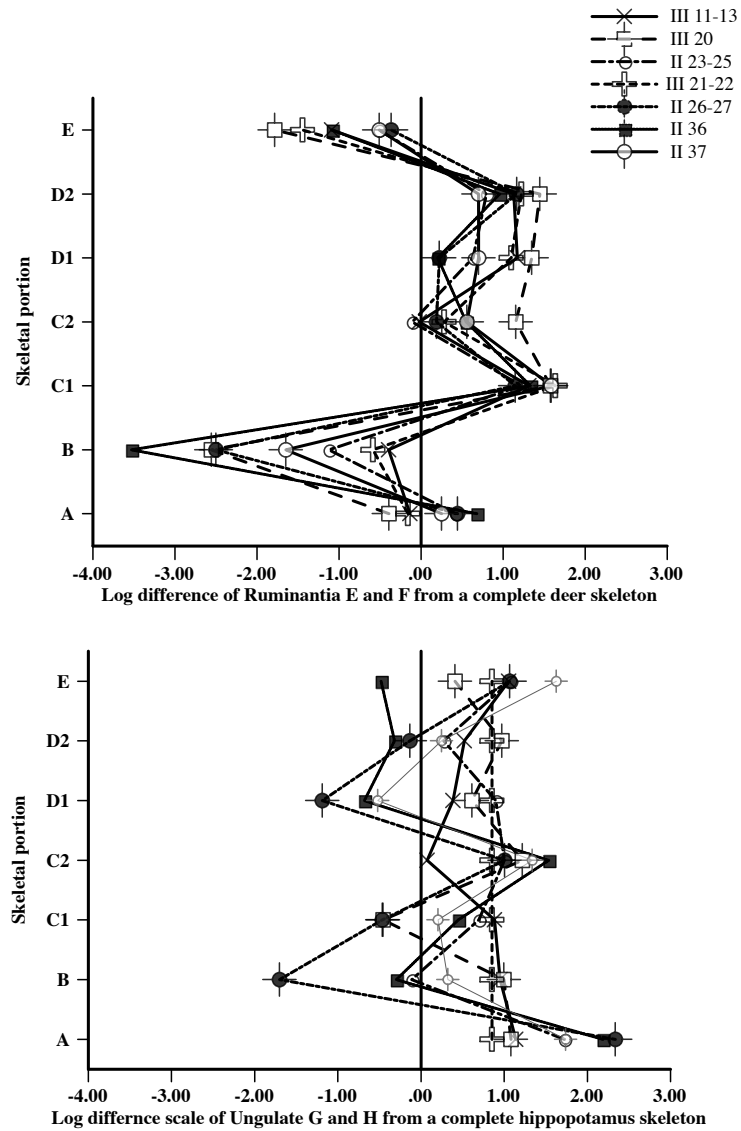 III 11-13
III 20
II 23-25
III 21-22
II 26-27
II 36
II 37
Skeletal portion
E
D2
D1
C2
C1
B
A
-4.00 -3.00 -2.00 -1.00 .00 1.00 2.00 3.00
Log difference of Ruminantia E and F from a complete deer skeleton
Skeletal portion
E
D2
D1
C2
C1
B
A
-4.00 -3.00 -2.00 -1.00 .00 1.00 2.00 3.00
Log differnce scale of Ungulate G and H from a complete hippopotamus skeleton